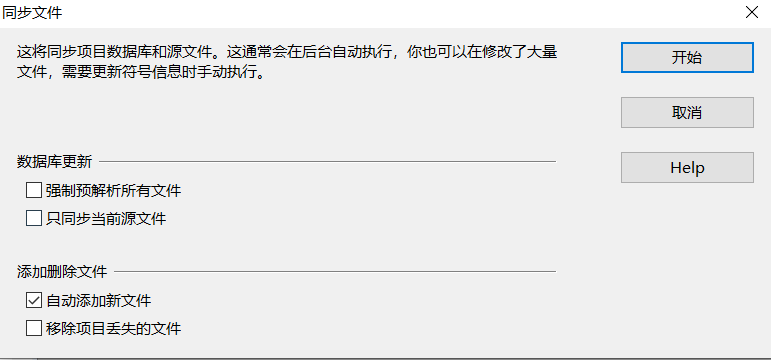 同步文件
这将同步项目数据库和源文件。这通常会在后台自动执行，你也可以在修改了大量
文件，需要更新符号信息时手动执行。
开始
取消
Help
数据库更新
强制预解析所有文件
只同步当前源文件
添加删除文件
自动添加新文件
移除项目丢失的文件